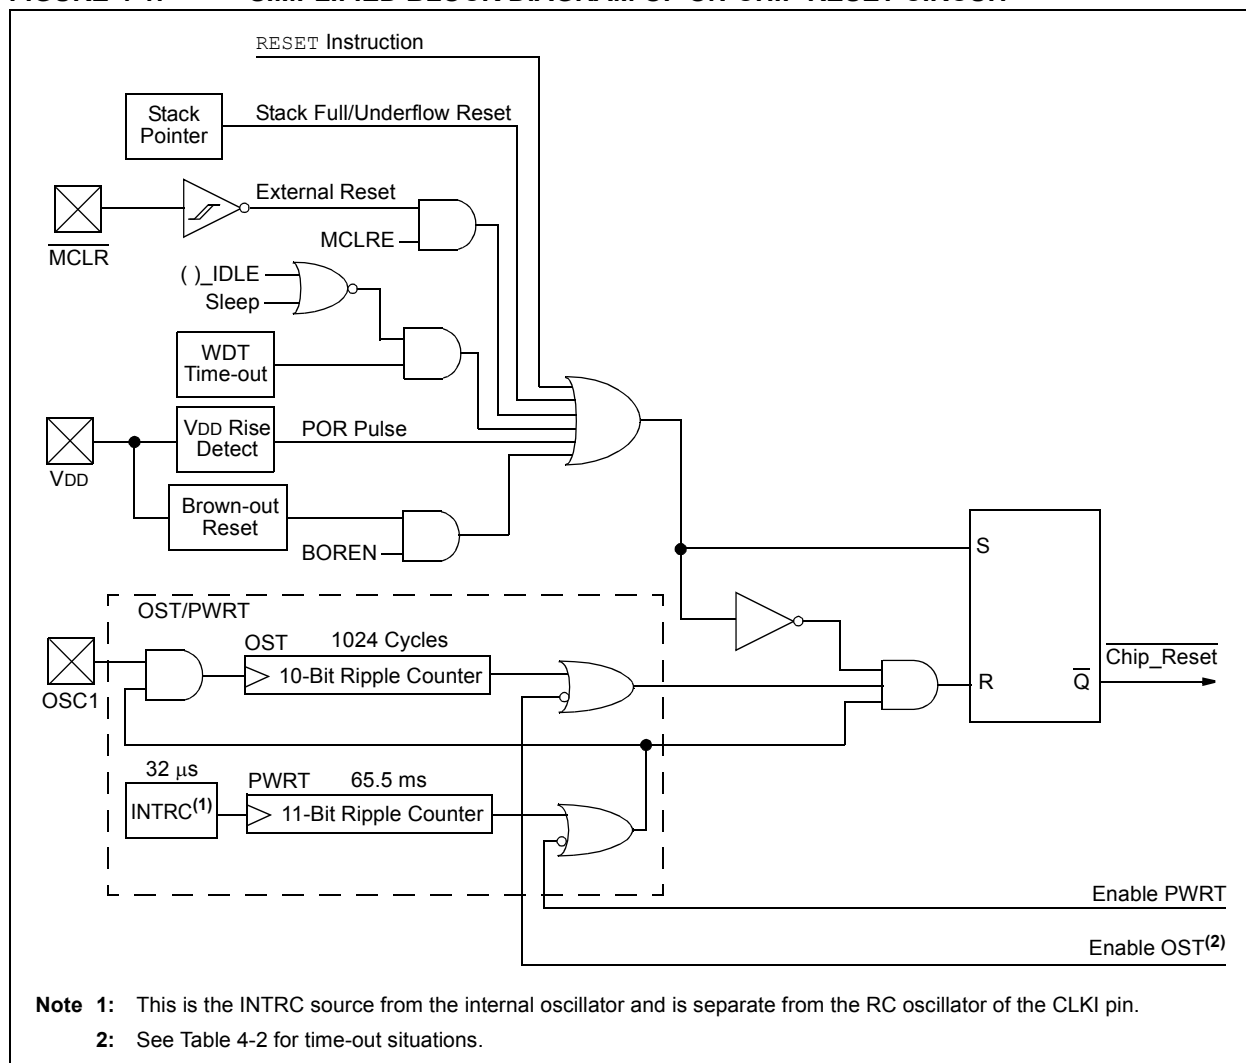 RESET Instruction
Stack
Pointer
Stack Full/Underflow Reset
External Reset
MCLR
MCLRE
( )_IDLE
Sleep
WDT
Time-out
VDD Rise
Detect
POR Pulse
VDD
Brown-out
Reset
BOREN
S
OST/PWRT
OST
1024 Cycles
10-Bit Ripple Counter
OSC1
R
Q
Chip_Reset
32 μs
INTRC(1)
PWRT
65.5 ms
11-Bit Ripple Counter
Enable PWRT
Enable OST(2)
Note 1: This is the INTRC source from the internal oscillator and is separate from the RC oscillator of the CLKI pin.
2: See Table 4-2 for time-out situations.